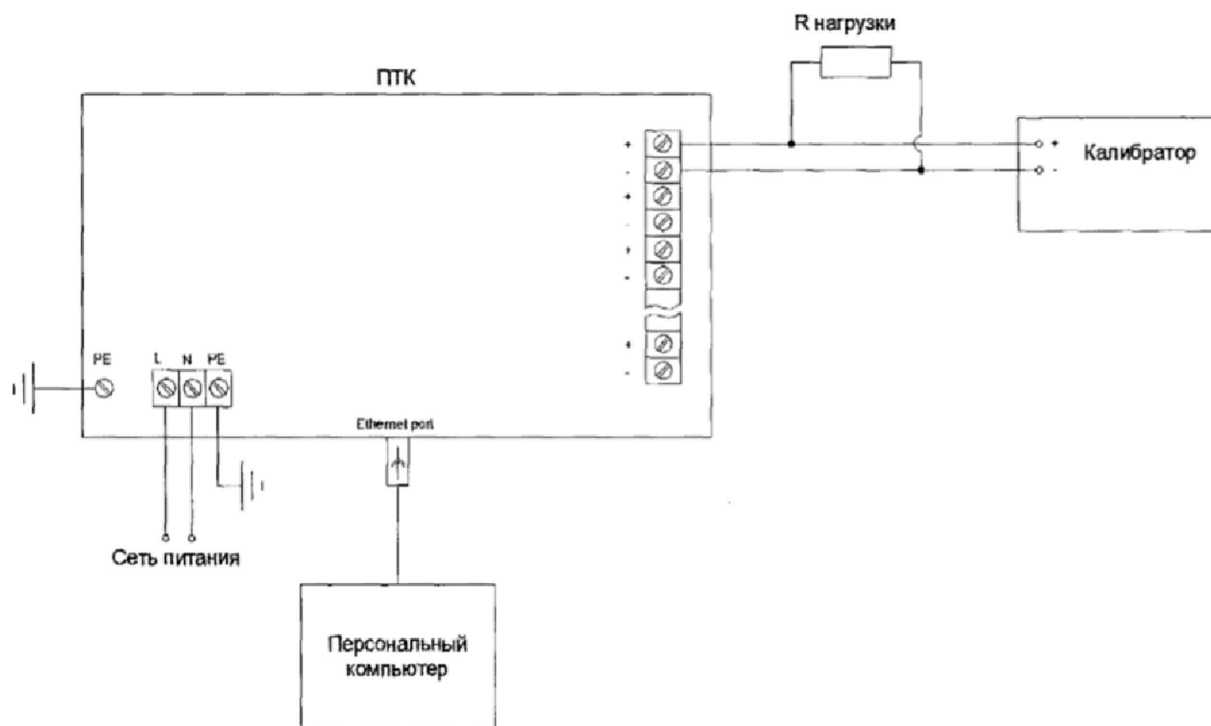 R нагрузки
ПТК
+
-
+
-
+
-
+
-
+
-
Калибратор
PE
L N PE
Ethernet port
Сеть питания
Персональный
компьютер